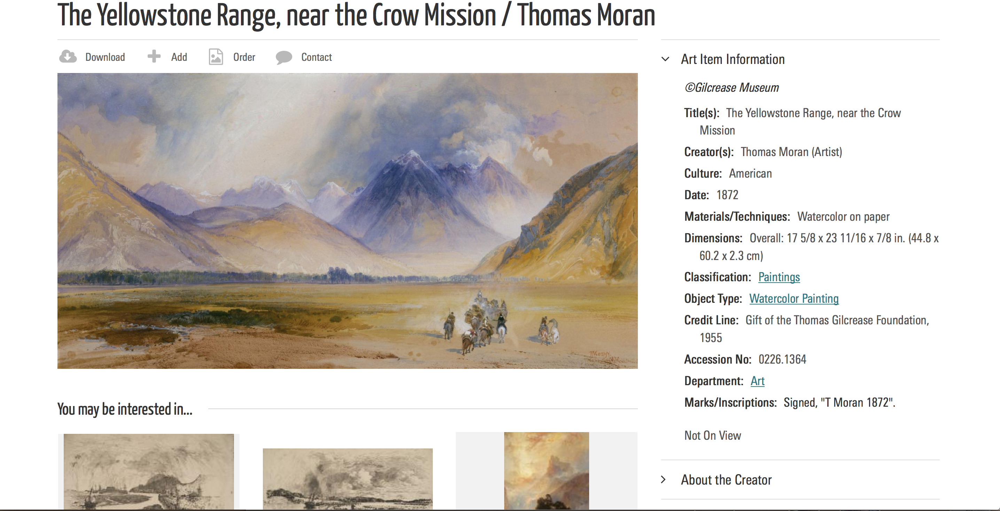 The Yellowstone Range, near the Crow Mission / Thomas Moran
Download
Add
Order
Contact
TMORAN.
You may be interested in...
Art Item Information
©Gilcrease Museum
Title(s): The Yellowstone Range, near the Crow
Mission
Creator(s): Thomas Moran (Artist)
Culture: American
Date: 1872
Materials/Techniques: Watercolor on paper
Dimensions: Overall: 17 5/8 x 23 11/16 x 7/8 in. (44.8 x
60.2 x 2.3 cm)
Classification: Paintings
Object Type: Watercolor Painting
Credit Line: Gift of the Thomas Gilcrease Foundation,
1955
Accession No: 0226.1364
Department: Art
Marks/Inscriptions: Signed, "T Moran 1872".
Not On View
About the Creator